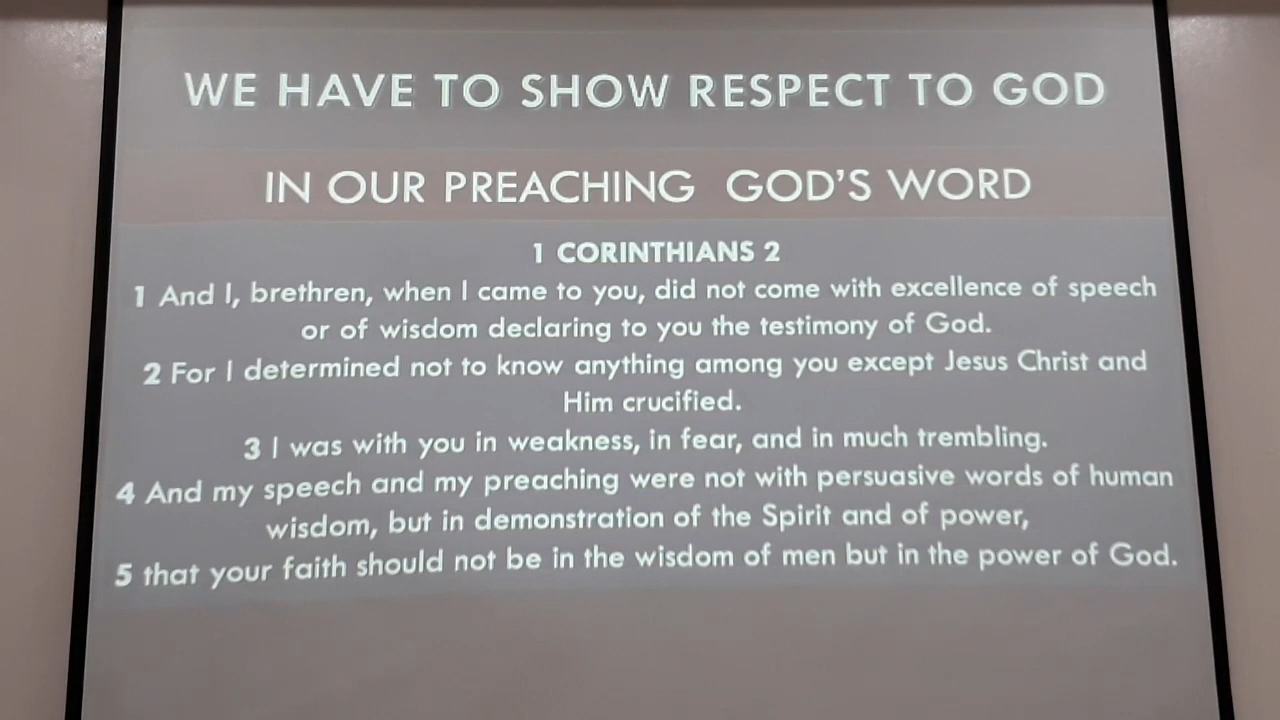 WE HAVE TO SHOW RESPECT TO GOD
IN OUR PREACHING GOD'S WORD
1 CORINTHIANS 2
1 And I, brethren, when I came to you, did not come with excellence of speech
or of wisdom declaring to you the testimony of God.
2 For I determined not to know anything among you except Jesus Christ and
Him crucified.
3 I was with you in weakness, in fear, and in much trembling.
4 And my speech and my preaching were not with persuasive words of human
wisdom, but in demonstration of the Spirit and of power,
5 that your faith should not be in the wisdom of men but in the power of God.